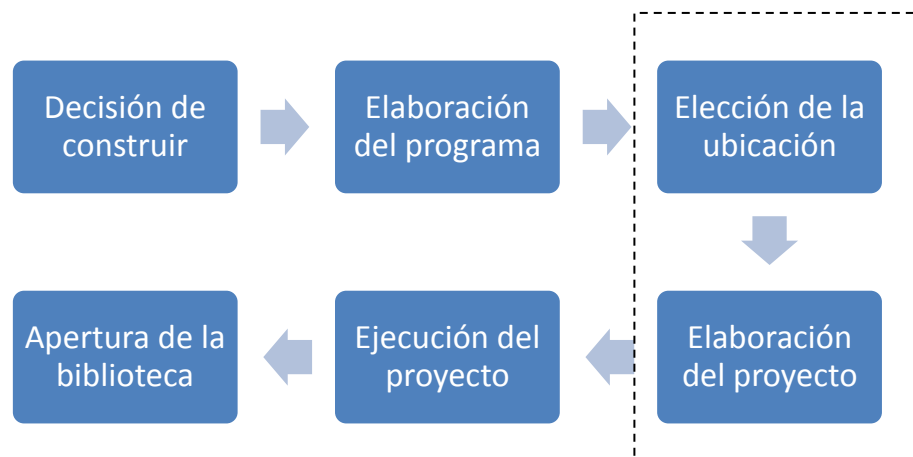 Decisión de
construir
Elaboración
del programa
Elección de la
ubicación
Elaboración
del proyecto
Ejecución del
proyecto
Apertura de la
biblioteca